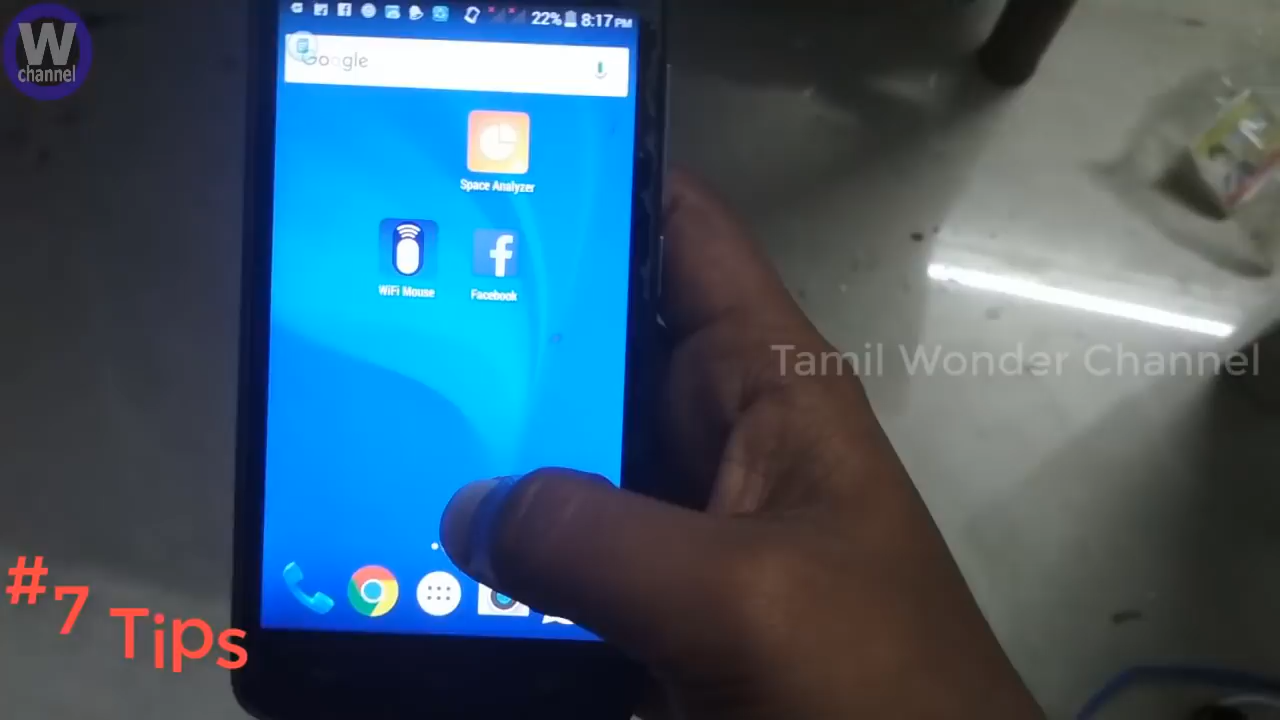 W
channel
22% 8:17 PM
Google
Space Analyzer
WiFi Mouse
Facebook
Tamil Wonder Channel
#7 Tips